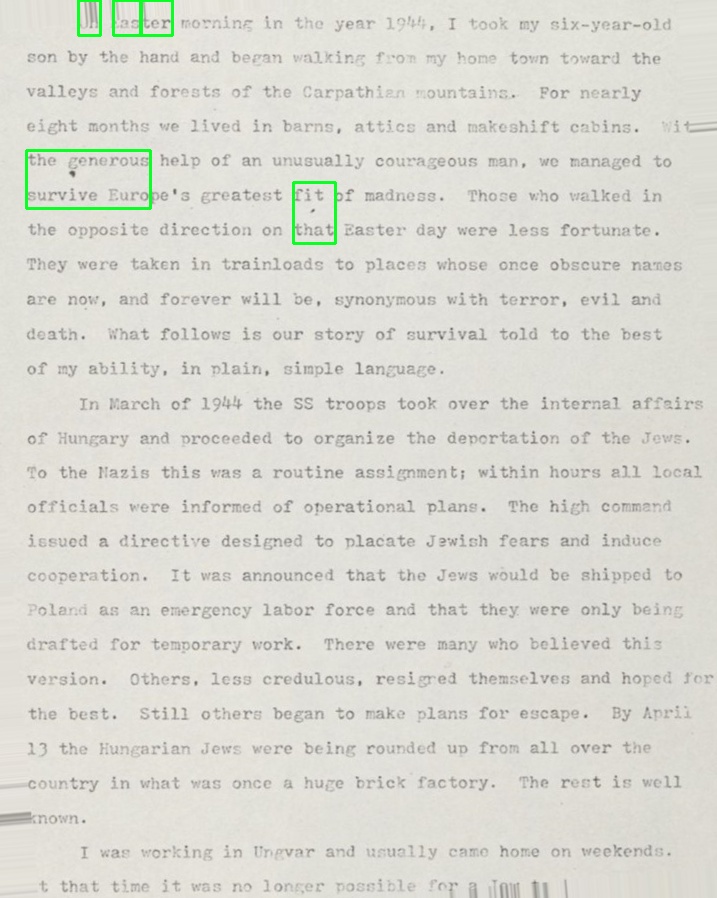 On Easter morning in the year 1944, I took my six-year-old
son by the hand and began walking from my home town toward the
valleys and forests of the Carpathian mountains. For nearly
eight months we lived in barns, attics and makeshift cabins. Wit
the generous help of an unusually courageous man, we managed to
survive Europe's greatest fit of madness. Those who walked in
the opposite direction on that Easter day were less fortunate.
They were taken in trainloads to places whose once obscure names
are now, and forever will be, synonymous with terror, evil and
death. What follows is our story of survival told to the best
of my ability, in plain, simple language.
In March of 1944 the SS troops took over the internal affairs
of Hungary and proceeded to organize the deportation of the Jews.
To the Nazis this was a routine assignment; within hours all local
officials were informed of operational plans. The high command
issued a directive designed to placate Jewish fears and induce
cooperation. It was announced that the Jews would be shipped to
Poland as an emergency labor force and that they were only being
drafted for temporary work. There were many who believed this
version. Others, less credulous, resigned themselves and hoped for
the best. Still others began to make plans for escape. By April
13 the Hungarian Jews were being rounded up from all over the
country in what was once a huge brick factory. The rest is well
known.
I was working in Ungvar and usually came home on weekends.
t that time it was no longer possible for a Jew